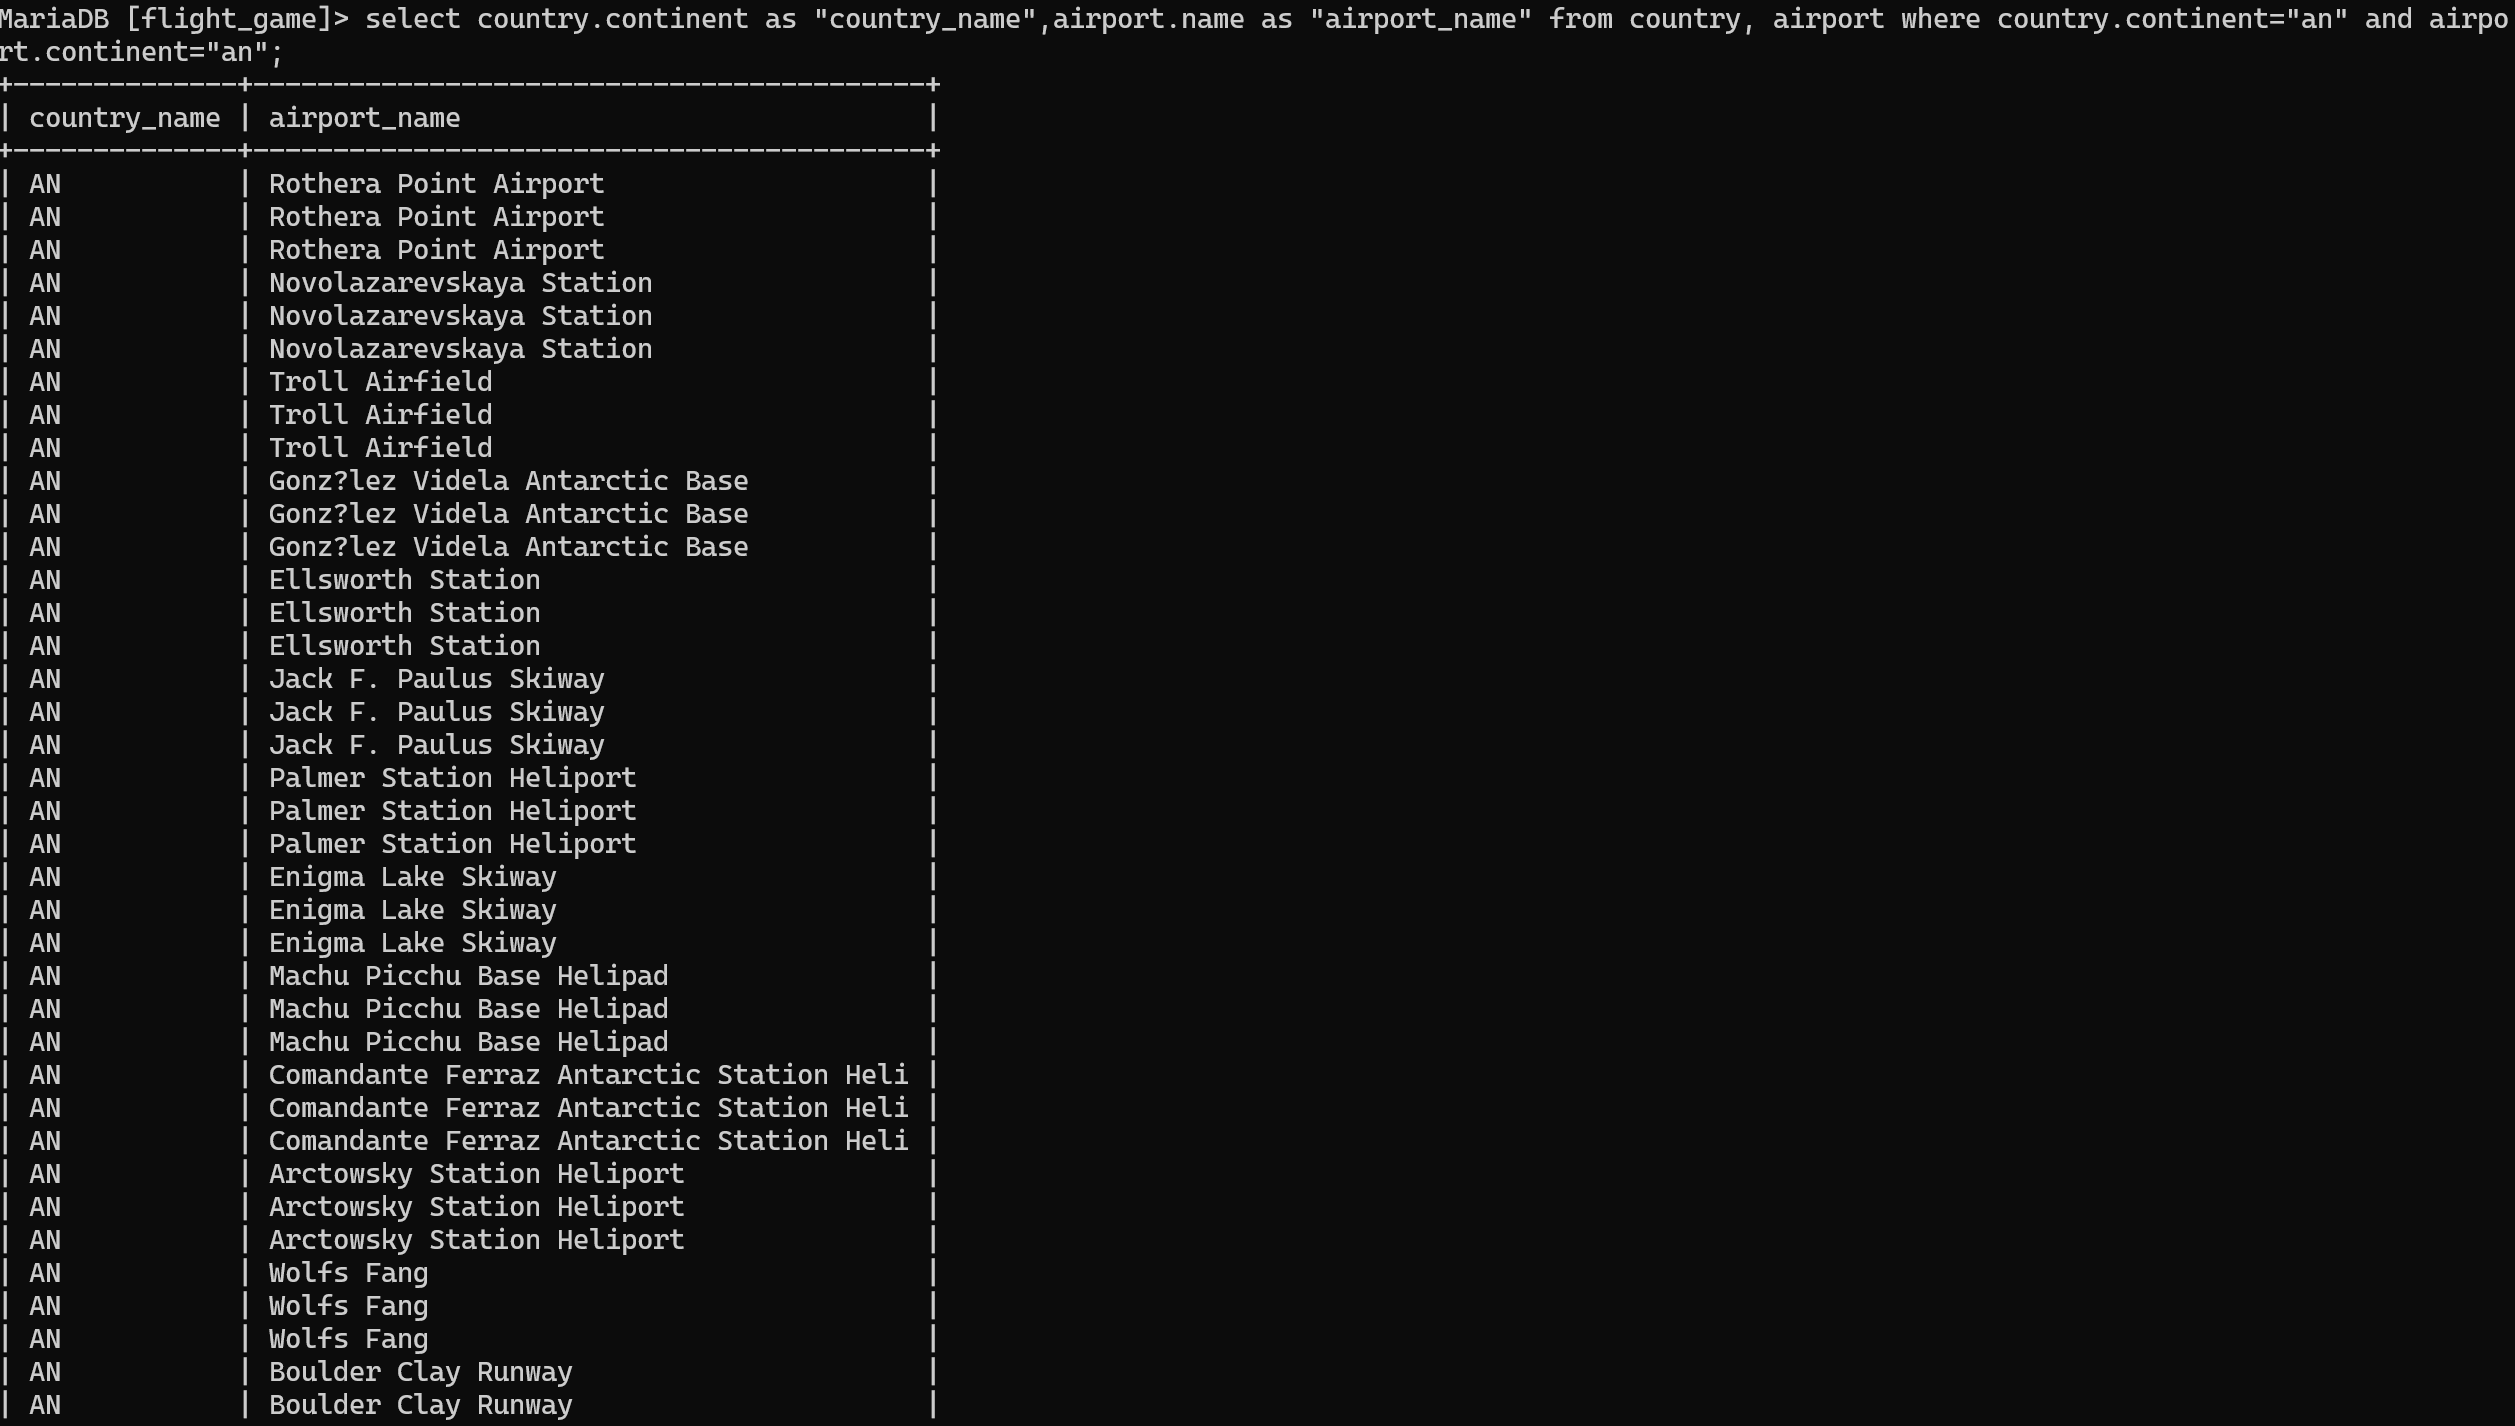 MariaDB [flight_game]> select country.continent as "country_name",airport.name as "airport_name" from country, airport where country.continent="an" and airpo
rt.continent="an";
+--------------+------------------------------------------+
| country_name | airport_name                             |
+--------------+------------------------------------------+
| AN           | Rothera Point Airport                    |
| AN           | Rothera Point Airport                    |
| AN           | Rothera Point Airport                    |
| AN           | Novolazarevskaya Station                 |
| AN           | Novolazarevskaya Station                 |
| AN           | Novolazarevskaya Station                 |
| AN           | Troll Airfield                           |
| AN           | Troll Airfield                           |
| AN           | Troll Airfield                           |
| AN           | Gonz?lez Videla Antarctic Base           |
| AN           | Gonz?lez Videla Antarctic Base           |
| AN           | Gonz?lez Videla Antarctic Base           |
| AN           | Ellsworth Station                        |
| AN           | Ellsworth Station                        |
| AN           | Ellsworth Station                        |
| AN           | Jack F. Paulus Skiway                    |
| AN           | Jack F. Paulus Skiway                    |
| AN           | Jack F. Paulus Skiway                    |
| AN           | Palmer Station Heliport                  |
| AN           | Palmer Station Heliport                  |
| AN           | Palmer Station Heliport                  |
| AN           | Enigma Lake Skiway                       |
| AN           | Enigma Lake Skiway                       |
| AN           | Enigma Lake Skiway                       |
| AN           | Machu Picchu Base Helipad                |
| AN           | Machu Picchu Base Helipad                |
| AN           | Machu Picchu Base Helipad                |
| AN           | Comandante Ferraz Antarctic Station Heli |
| AN           | Comandante Ferraz Antarctic Station Heli |
| AN           | Comandante Ferraz Antarctic Station Heli |
| AN           | Arctowsky Station Heliport               |
| AN           | Arctowsky Station Heliport               |
| AN           | Arctowsky Station Heliport               |
| AN           | Wolfs Fang                               |
| AN           | Wolfs Fang                               |
| AN           | Wolfs Fang                               |
| AN           | Boulder Clay Runway                      |
| AN           | Boulder Clay Runway                      |